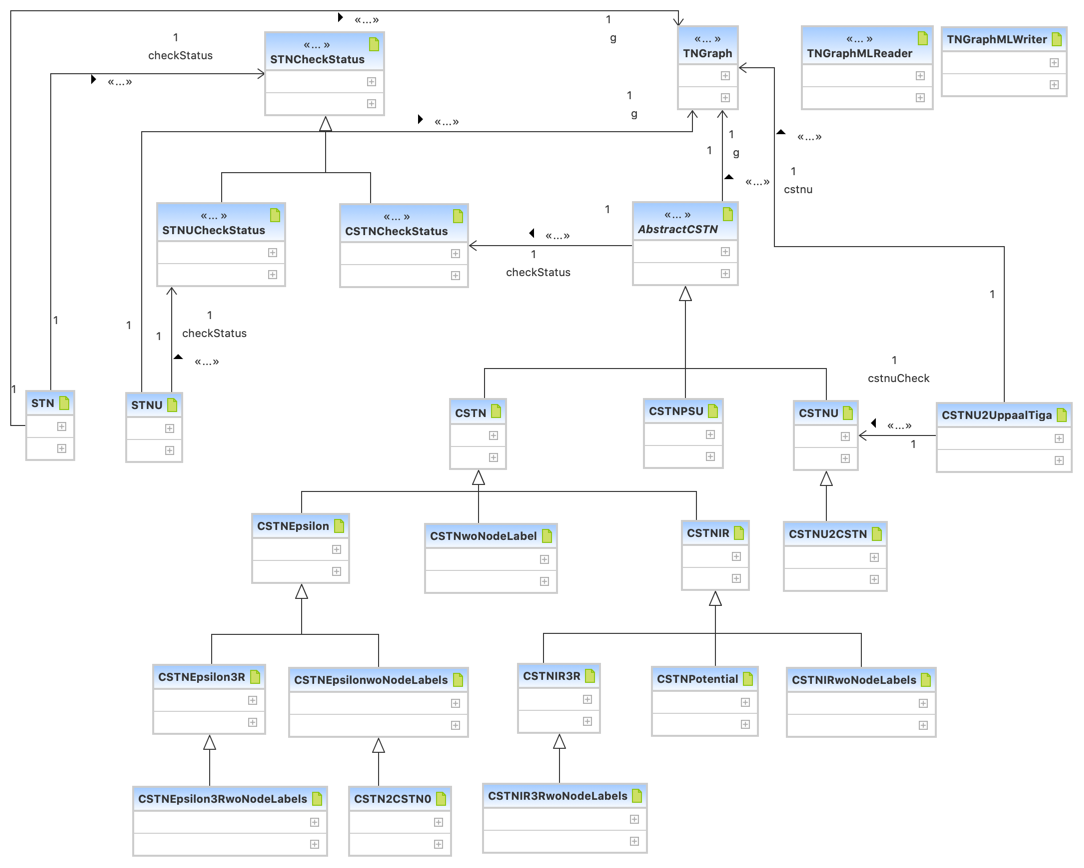 «...»
1
g
1
checkStatus
«...»
«... »
STNCheckStatus
«... »
TNGraph
«... »
TNGraphMLReader
TNGraphMLWriter
1
g
«...»
1
g
1
«...»
«...»
1
cstnu
«... »
STNUCheckStatus
«... »
CSTNCheckStatus
1
«...»
1
checkStatus
«... »
AbstractCSTN
1
1
1
1
checkStatus
«...»
1
1
cstnuCheck
«...»
1
1
STN
STNU
CSTN
CSTNPSU
CSTNU
CSTNU2UppaalTiga
CSTNEpsilon
CSTNwoNodeLabel
CSTNIR
CSTNU2CSTN
CSTNEpsilon3R
CSTNEpsilonwoNodeLabels
CSTNIR3R
CSTNPotential
CSTNIRwoNodeLabels
CSTNEpsilon3RwoNodeLabels
CSTN2CSTN0
CSTNIR3RwoNodeLabels